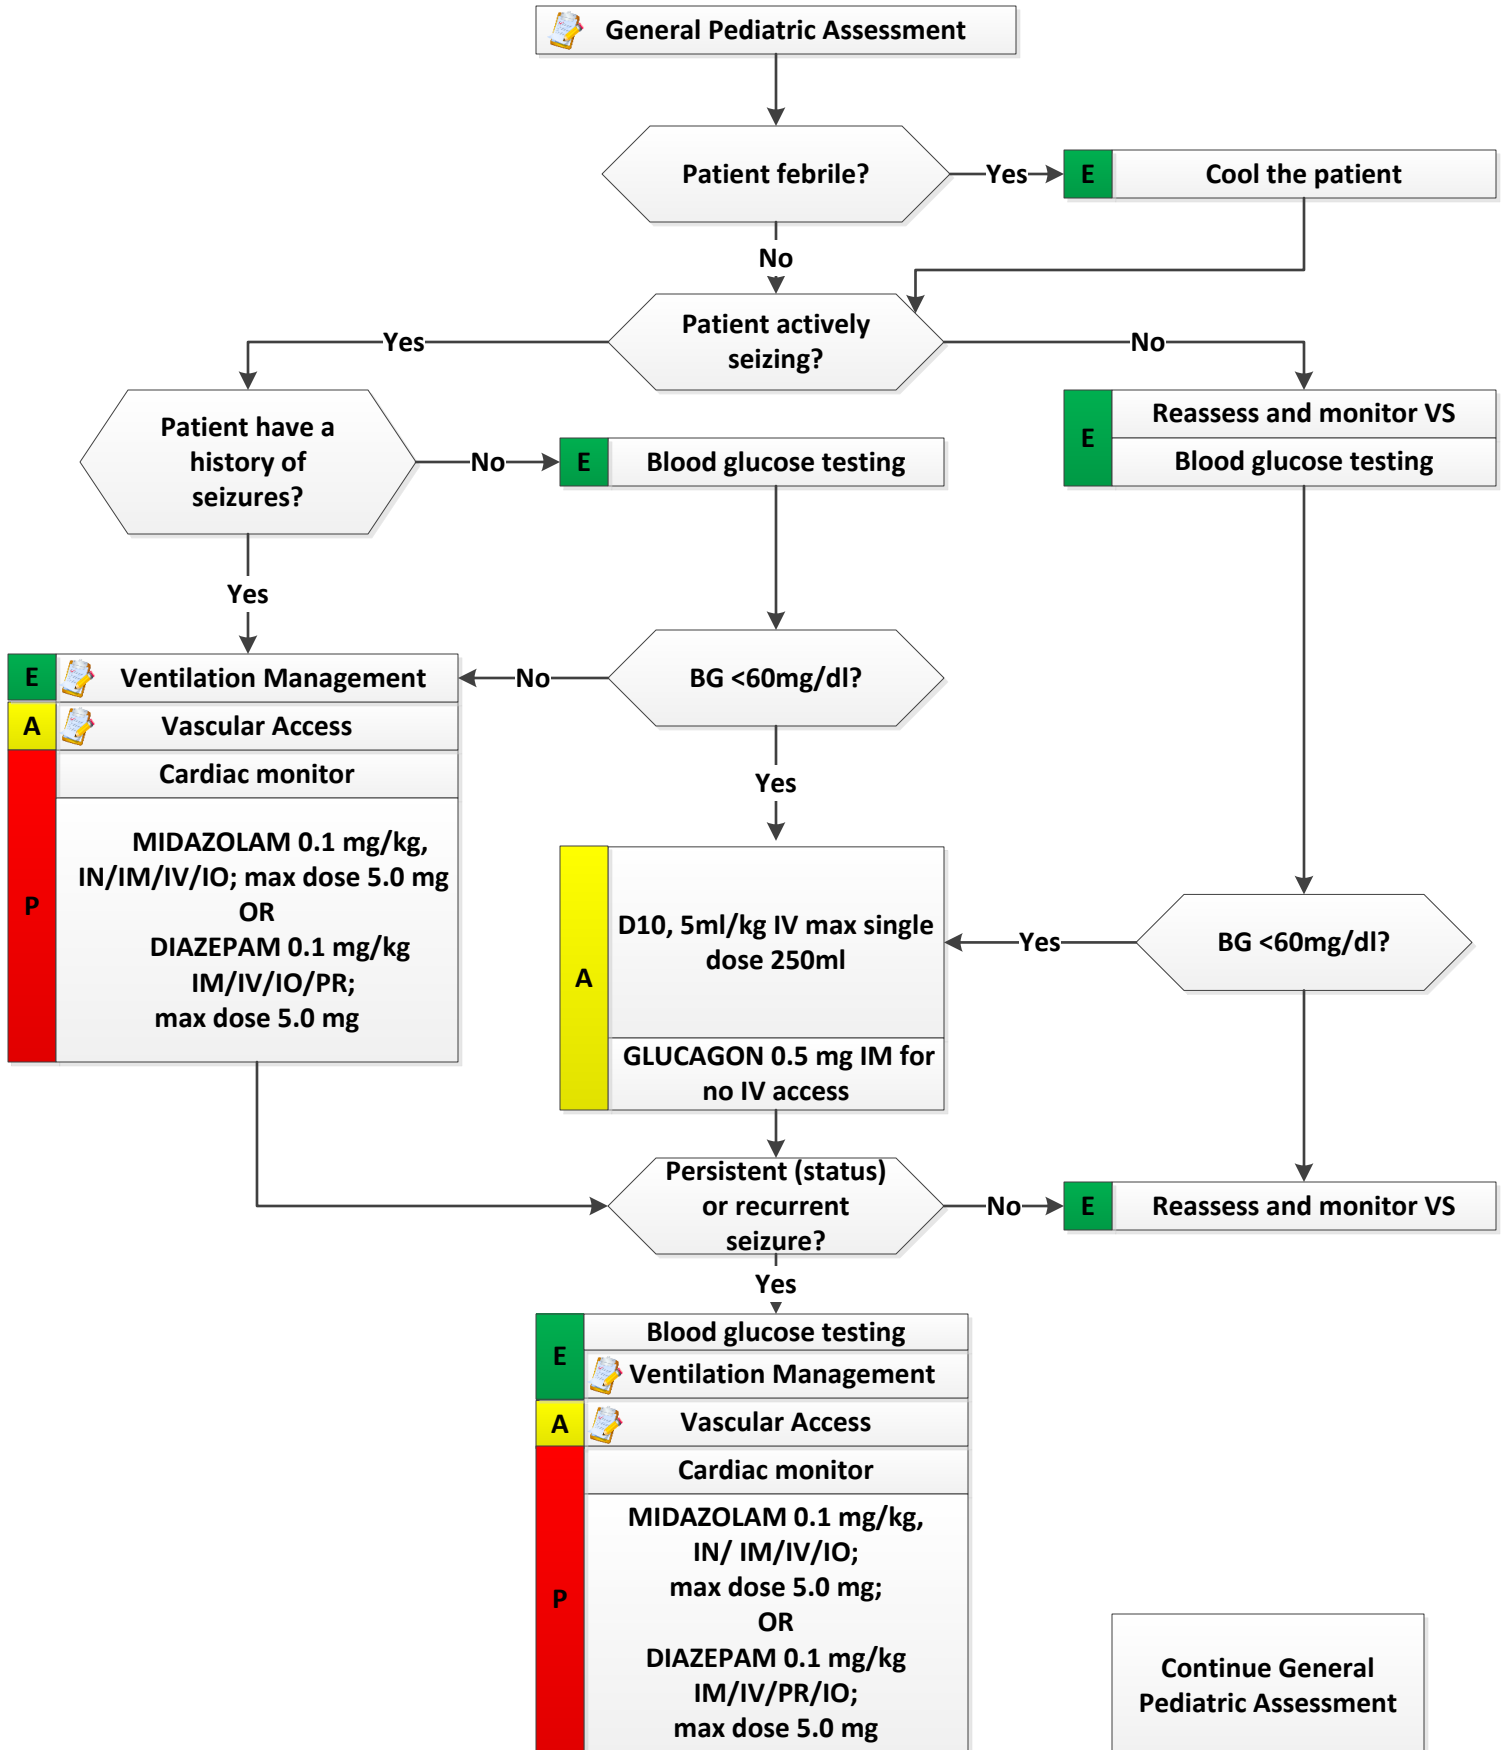 General Pediatric Assessment
Patient febrile?
Yes
E
Cool the patient
No
Patient actively
seizing?
Yes
No
Patient have a
history of
seizures?
No
E
Blood glucose testing
E
Reassess and monitor VS
Blood glucose testing
Yes
E
Ventilation Management
No
BG <60mg/dl?
A
Vascular Access
Cardiac monitor
Yes
P
MIDAZOLAM 0.1 mg/kg,
IN/IM/IV/IO; max dose 5.0 mg
OR
DIAZEPAM 0.1 mg/kg
IM/IV/IO/PR;
max dose 5.0 mg
A
D10, 5ml/kg IV max single
dose 250ml
GLUCAGON 0.5 mg IM for
no IV access
Yes
BG <60mg/dl?
Persistent (status)
or recurrent
seizure?
No
E
Reassess and monitor VS
Yes
E
Blood glucose testing
Ventilation Management
A
Vascular Access
Cardiac monitor
P
MIDAZOLAM 0.1 mg/kg,
IN/ IM/IV/IO;
max dose 5.0 mg;
OR
DIAZEPAM 0.1 mg/kg
IM/IV/PR/IO;
max dose 5.0 mg
Continue General
Pediatric Assessment